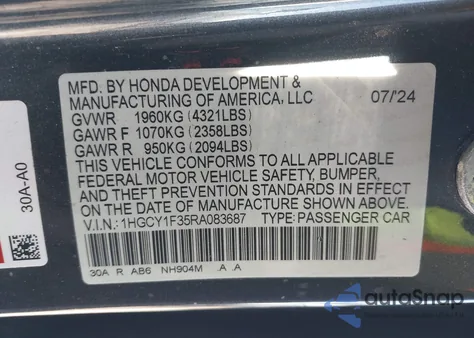 MFD. BY HONDA DEVELOPMENT &
MANUFACTURING OF AMERICA, LLC 07/24
GVWR 1960KG (4321LBS)
GAWR F 1070KG (2358LBS)
GAWR R 950KG (2094LBS)
THIS VEHICLE CONFORMS TO ALL APPLICABLE
FEDERAL MOTOR VEHICLE SAFETY, BUMPER,
AND THEFT PREVENTION STANDARDS IN EFFECT
ON THE DATE OF MANUFACTURE SHOWN ABOVE.
V.I.N.: 1HGCY1F35RA083687 TYPE: PASSENGER CAR
30A R AB6 NH904M .A .A
30A-A0
autoSnap